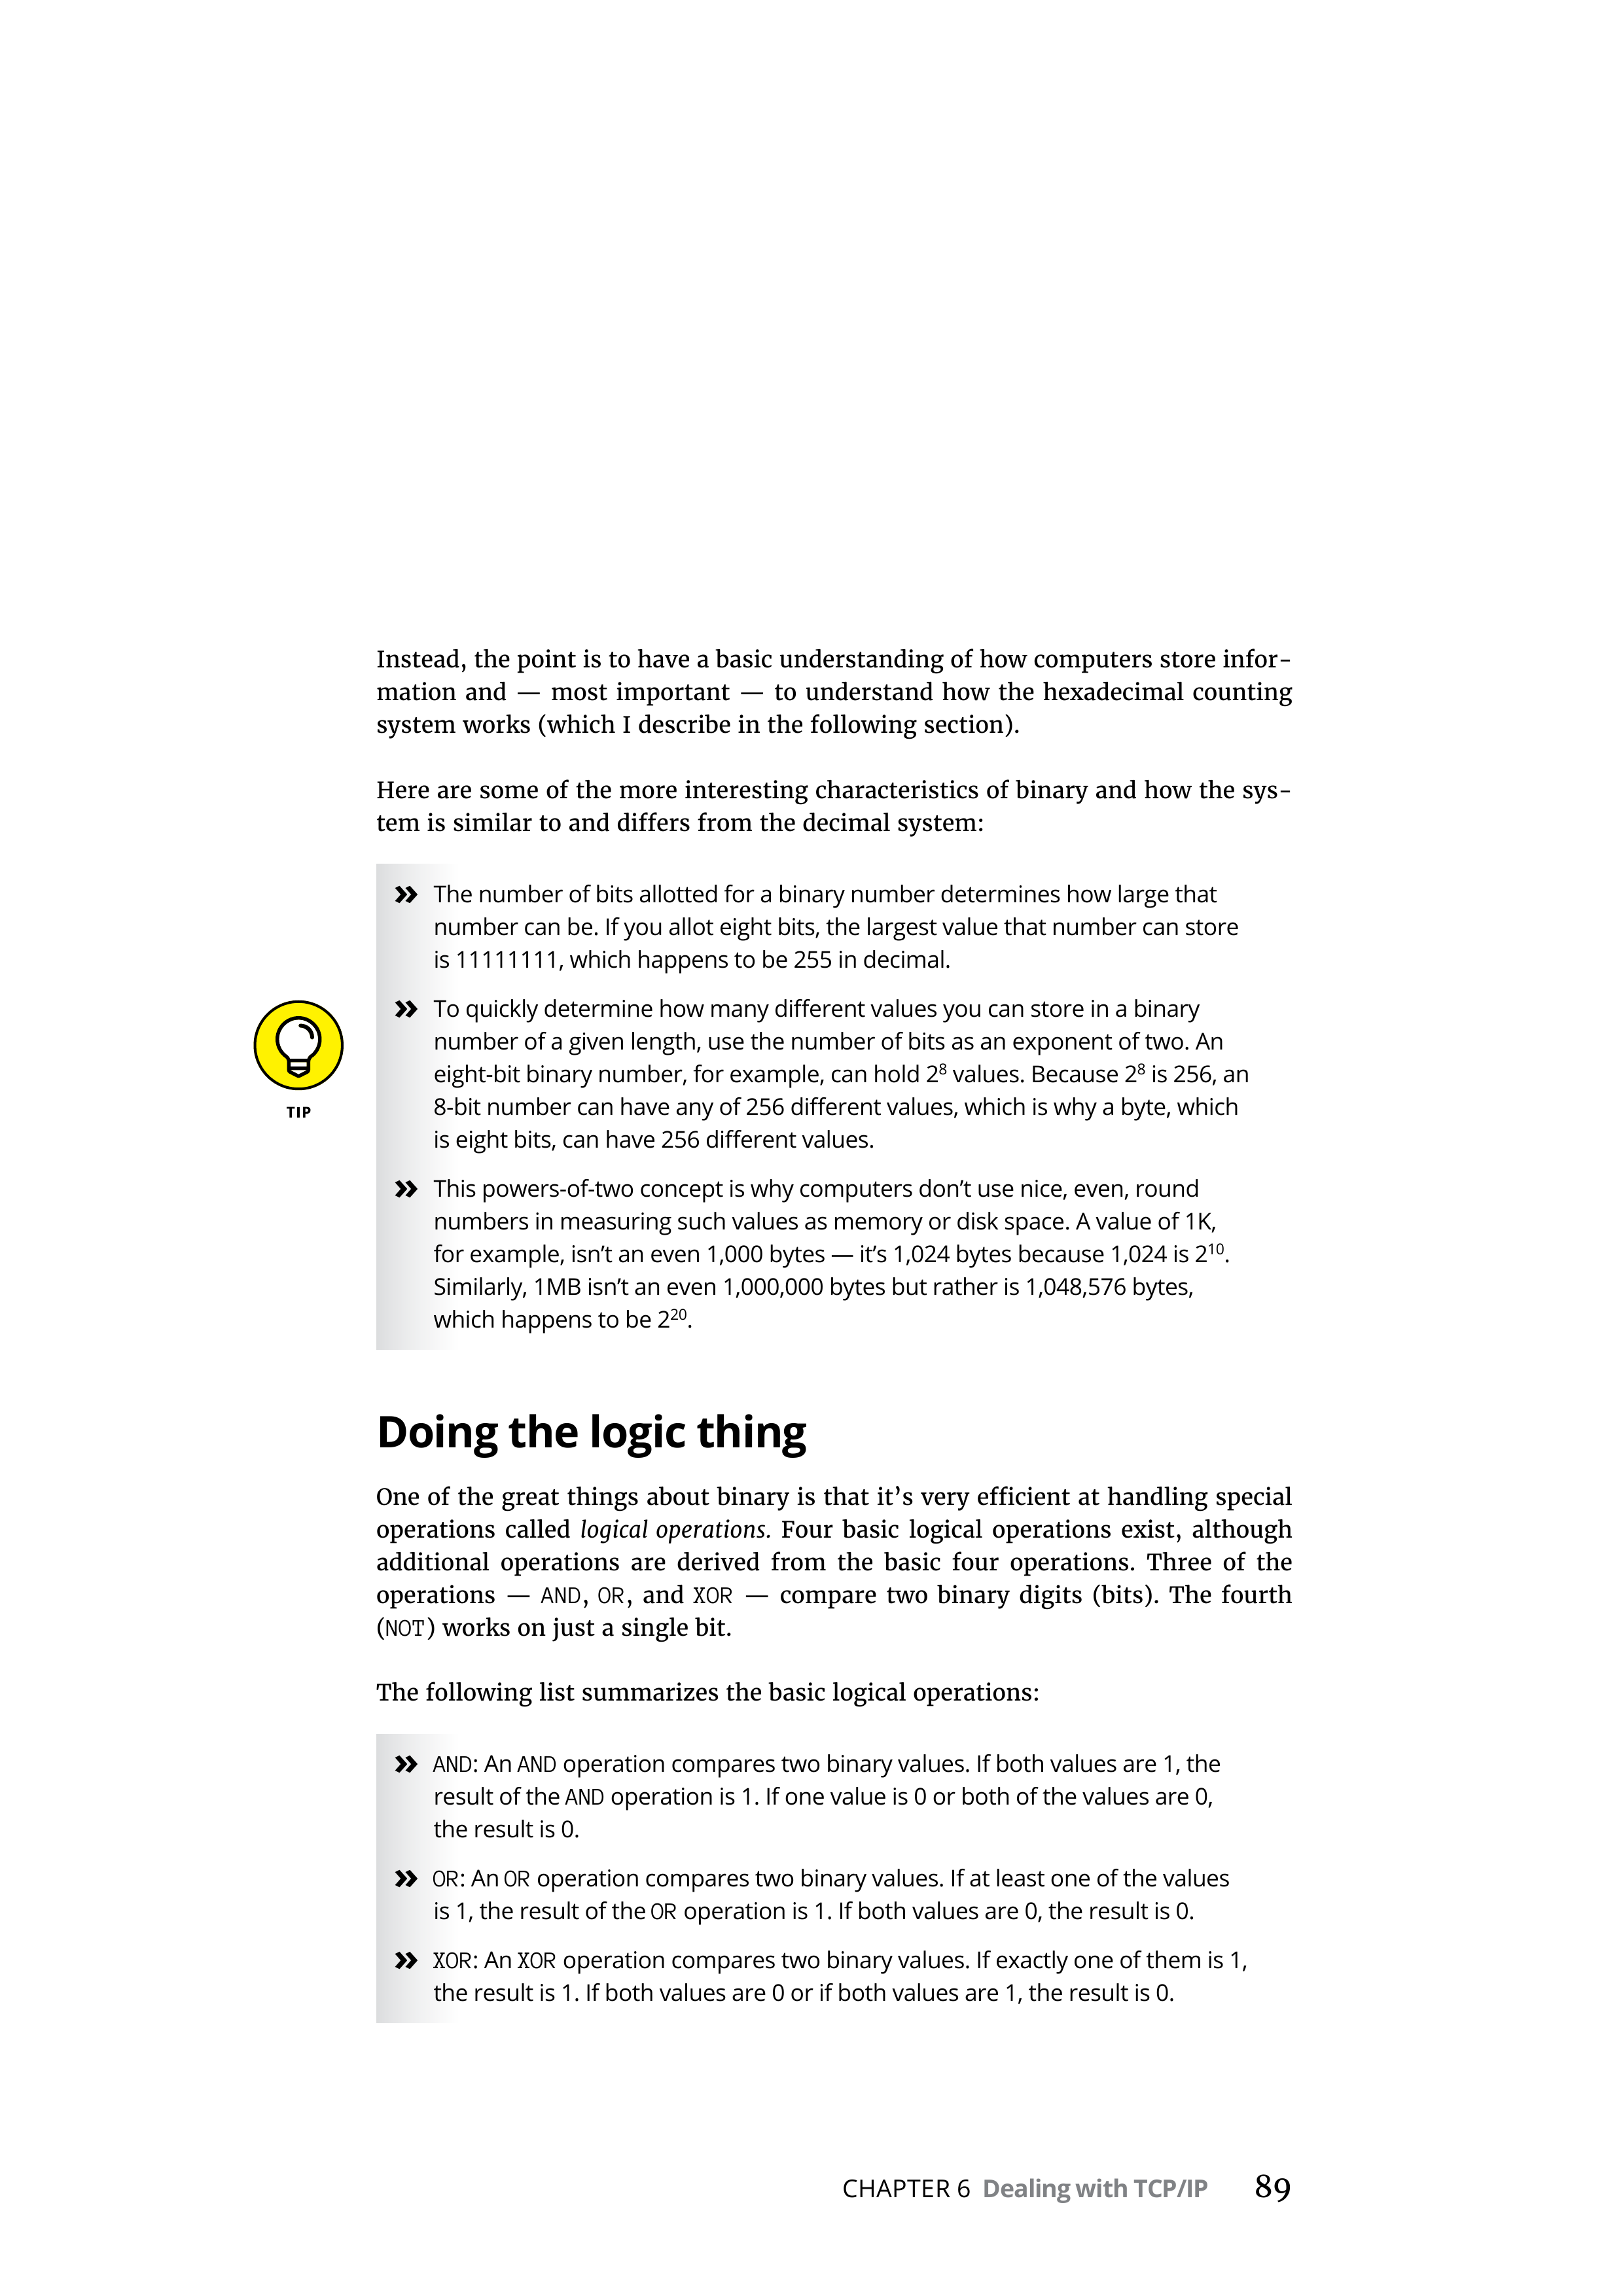 Instead, the point is to have a basic understanding of how computers store infor-
mation and — most important — to understand how the hexadecimal counting
system works (which I describe in the following section).
Here are some of the more interesting characteristics of binary and how the sys-
tem is similar to and differs from the decimal system:
» The number of bits allotted for a binary number determines how large that
number can be. If you allot eight bits, the largest value that number can store
is 11111111, which happens to be 255 in decimal.
TIP
» To quickly determine how many different values you can store in a binary
number of a given length, use the number of bits as an exponent of two. An
eight-bit binary number, for example, can hold 2⁸ values. Because 2⁸ is 256, an
8-bit number can have any of 256 different values, which is why a byte, which
is eight bits, can have 256 different values.
» This powers-of-two concept is why computers don’t use nice, even, round
numbers in measuring such values as memory or disk space. A value of 1K,
for example, isn’t an even 1,000 bytes — it’s 1,024 bytes because 1,024 is 2¹⁰.
Similarly, 1MB isn’t an even 1,000,000 bytes but rather is 1,048,576 bytes,
which happens to be 2²⁰.
Doing the logic thing
One of the great things about binary is that it’s very efficient at handling special
operations called logical operations. Four basic logical operations exist, although
additional operations are derived from the basic four operations. Three of the
operations — AND, OR, and XOR — compare two binary digits (bits). The fourth
(NOT) works on just a single bit.
The following list summarizes the basic logical operations:
» AND: An AND operation compares two binary values. If both values are 1, the
result of the AND operation is 1. If one value is 0 or both of the values are 0,
the result is 0.
» OR: An OR operation compares two binary values. If at least one of the values
is 1, the result of the OR operation is 1. If both values are 0, the result is 0.
» XOR: An XOR operation compares two binary values. If exactly one of them is 1,
the result is 1. If both values are 0 or if both values are 1, the result is 0.
CHAPTER 6 Dealing with TCP/IP 89